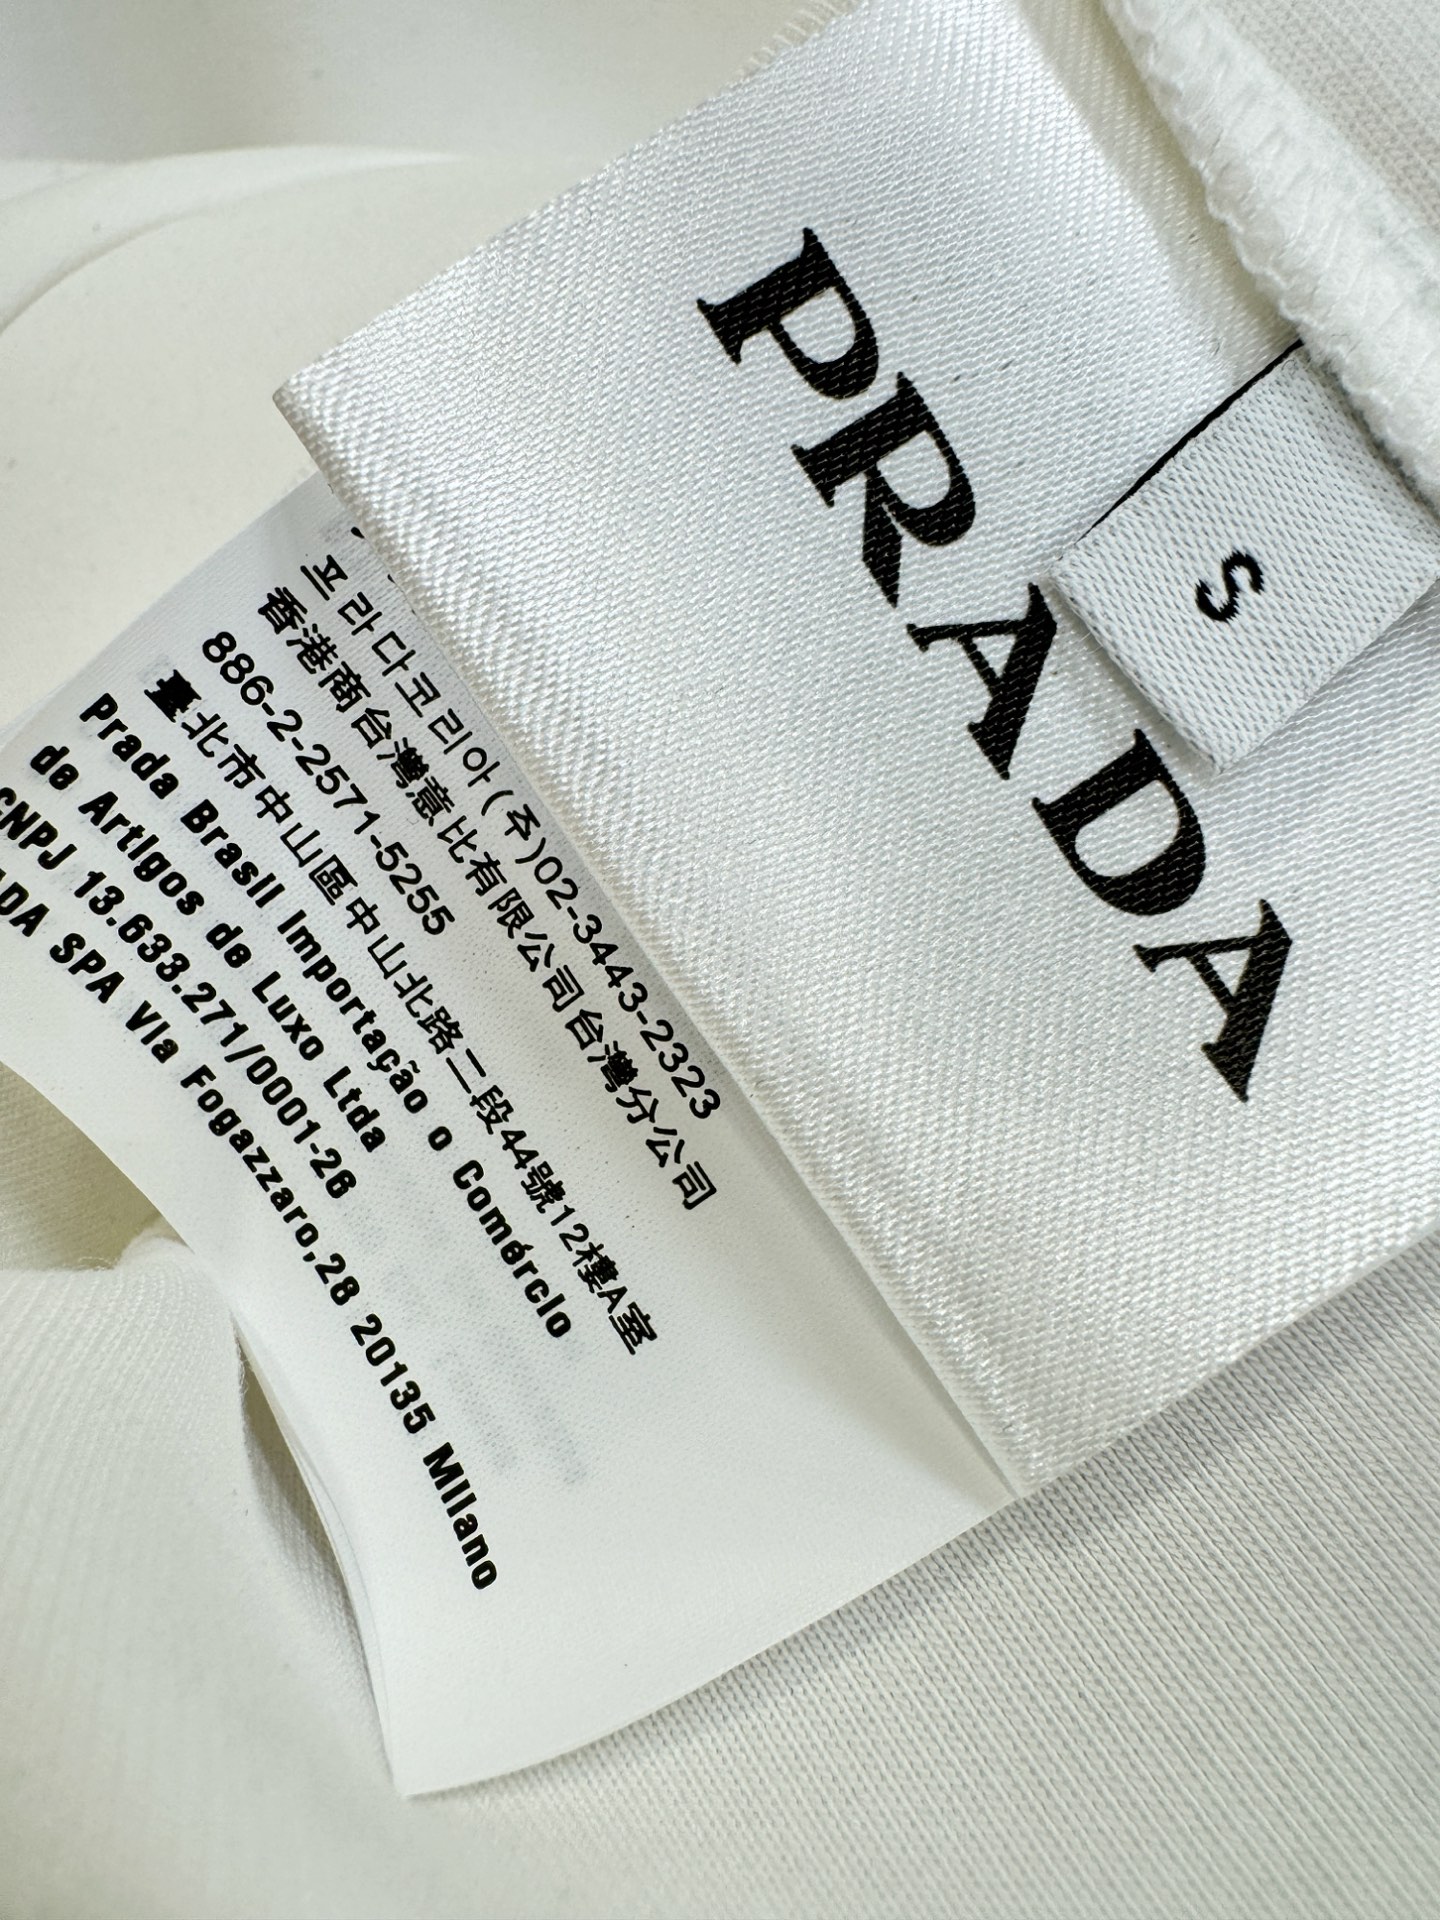 PRADA
S
프라다코리아(주)02-3443-2323
香港商台灣意比有限公司台灣分公司
886-2-2571-5255
臺北市中山區中山北路二段44號12樓A室
Prada Brasil Importação o Comércio
de Artigos de Luxo Ltda
CNPJ 13.633.271/0001-26
SPA Via Fogazzaro,28 20135 Milano